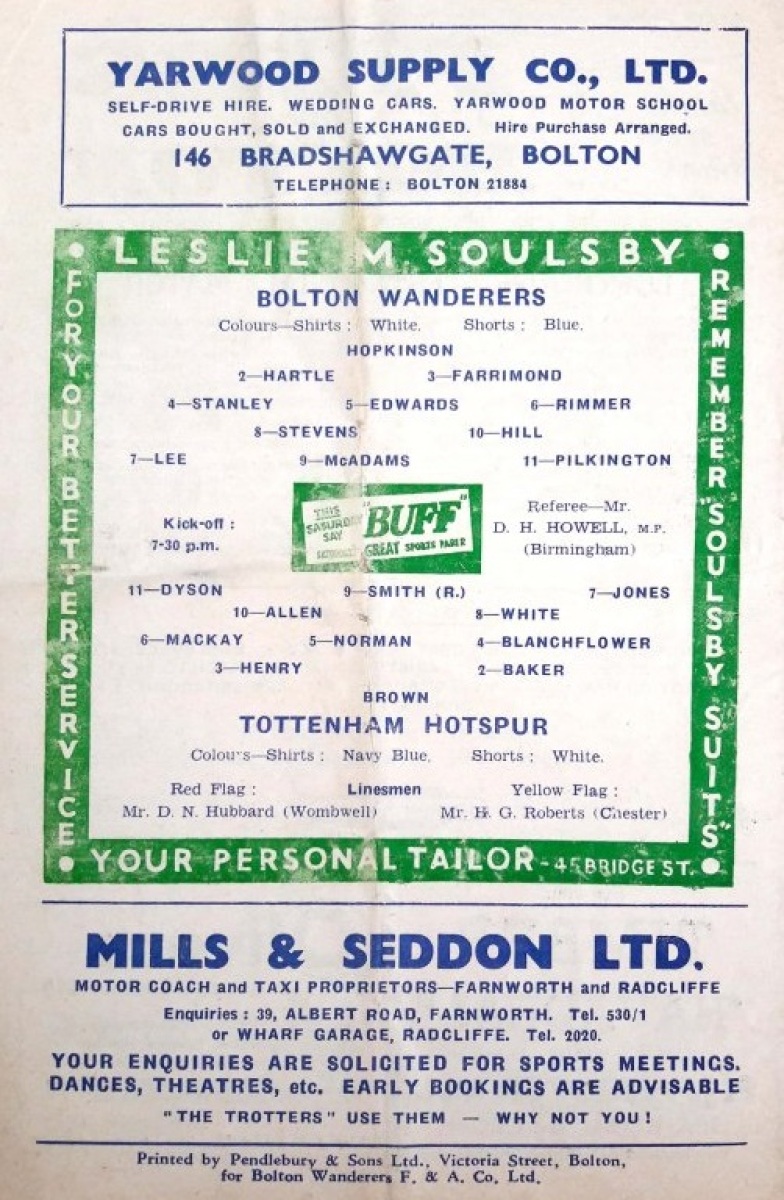 YARWOOD SUPPLY CO., LTD.
SELF-DRIVE HIRE. WEDDING CARS. YARWOOD MOTOR SCHOOL
CARS BOUGHT, SOLD and EXCHANGED. Hire Purchase Arranged.
146 BRADSHAWGATE, BOLTON
TELEPHONE: BOLTON 21884
• LESLIE M. SOULSBY •
FOR YOUR BETTER SERVICE
BOLTON WANDERERS
Colours—Shirts: White. Shorts: Blue.
HOPKINSON
2—HARTLE 3—FARRIMOND
4—STANLEY 5—EDWARDS 6—RIMMER
8—STEVENS 10—HILL
7—LEE 9—McADAMS 11—PILKINGTON
Kick-off:
7-30 p.m.
THIS
SATURDAY
SAY
"BUFF"
GREAT SPORTS PAPER
Referee—Mr.
D. H. HOWELL, M.P.
(Birmingham)
11—DYSON 9—SMITH (R.) 7—JONES
10—ALLEN 8—WHITE
6—MACKAY 5—NORMAN 4—BLANCHFLOWER
3—HENRY 2—BAKER
BROWN
TOTTENHAM HOTSPUR
Colours—Shirts: Navy Blue. Shorts: White.
Red Flag: Linesmen Yellow Flag:
Mr. D. N. Hubbard (Wombwell) Mr. H. G. Roberts (Chester)
REMEMBER "SOULSBY SUITS"
• YOUR PERSONAL TAILOR - 45 BRIDGE ST. •
MILLS & SEDDON LTD.
MOTOR COACH and TAXI PROPRIETORS—FARNWORTH and RADCLIFFE
Enquiries: 39, ALBERT ROAD, FARNWORTH. Tel. 530/1
or WHARF GARAGE, RADCLIFFE. Tel. 2020.
YOUR ENQUIRIES ARE SOLICITED FOR SPORTS MEETINGS.
DANCES, THEATRES, etc. EARLY BOOKINGS ARE ADVISABLE
"THE TROTTERS" USE THEM — WHY NOT YOU!
Printed by Pendlebury & Sons Ltd., Victoria Street, Bolton,
for Bolton Wanderers F. & A. Co. Ltd.